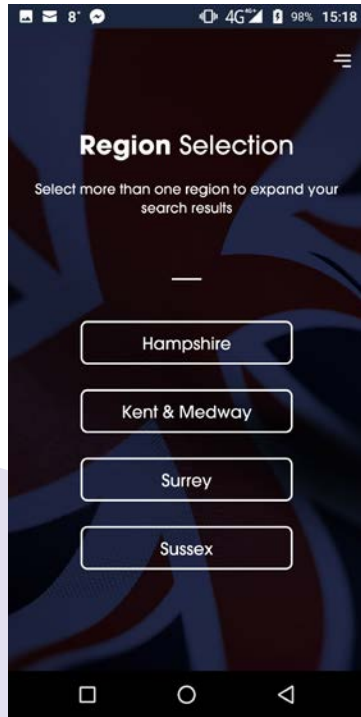 8° 4G 4G+ 98% 15:18
Region Selection
Select more than one region to expand your
search results
Hampshire
Kent & Medway
Surrey
Sussex